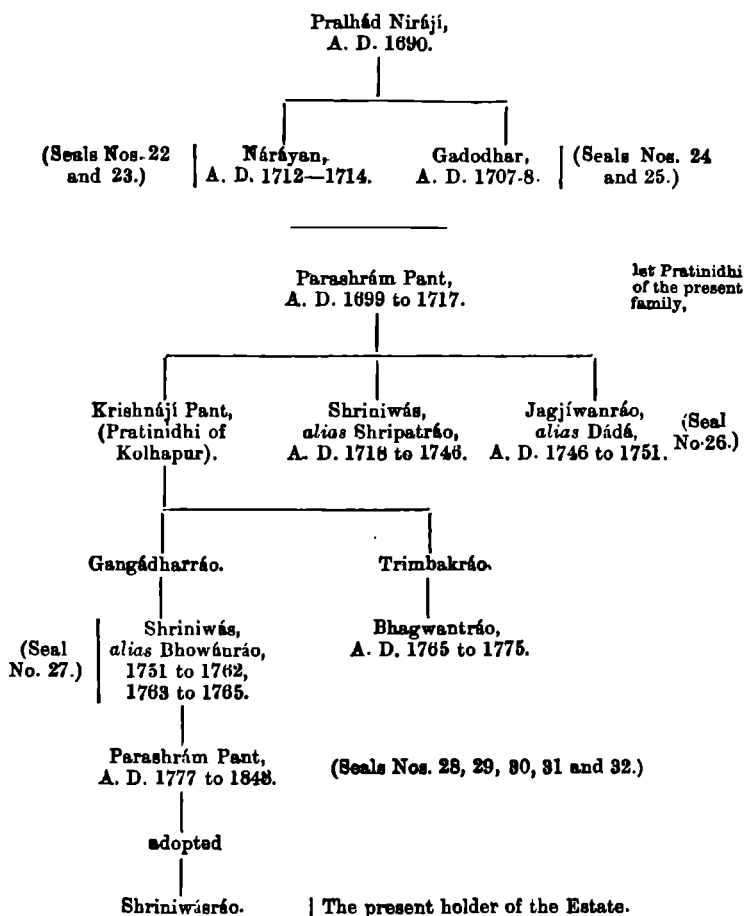 Pralhád Nirájí,
A. D. 1690.
(Seals Nos. 22 and 23.)
Náráyan,
A. D. 1712—1714.
Gadodhar,
A. D. 1707-8.
(Seals Nos. 24 and 25.)
Parashrám Pant,
A. D. 1699 to 1717.
1st Pratinidhi
of the present
family,
Krishnájí Pant,
(Pratinidhi of
Kolhapur).
Shriniwás,
alias Shripatráo,
A. D. 1718 to 1746.
Jagjíwanráo,
alias Dádá,
A. D. 1746 to 1751.
(Seal
No. 26.)
Gangádharráo.
Trimbakráo.
(Seal
No. 27.)
Shriniwás,
alias Bhowánráo,
1751 to 1762,
1763 to 1765.
Bhagwantráo,
A. D. 1765 to 1775.
Parashrám Pant,
A. D. 1777 to 1848.
(Seals Nos. 28, 29, 30, 31 and 32.)
adopted
Shriniwásráo.
The present holder of the Estate.